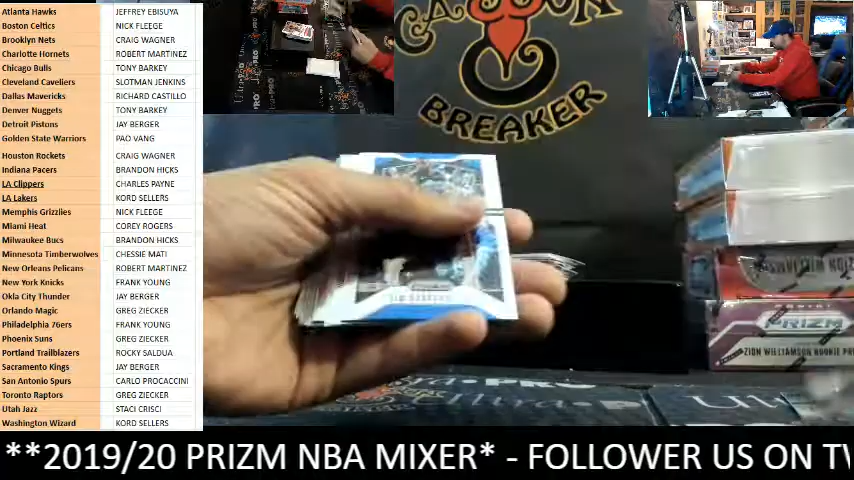 Atlanta Hawks JEFFREY EBISUYA
Boston Celtics NICK FLEEGE
Brooklyn Nets CRAIG WAGNER
Charlotte Hornets ROBERT MARTINEZ
Chicago Bulls TONY BARKEY
Cleveland Cavaliers SLOTMAN JENKINS
Dallas Mavericks RICHARD CASTILLO
Denver Nuggets TONY BARKEY
Detroit Pistons JAY BERGER
Golden State Warriors PAO VANG
Houston Rockets CRAIG WAGNER
Indiana Pacers BRANDON HICKS
LA Clippers CHARLES PAYNE
LA Lakers KORD SELLERS
Memphis Grizzlies NICK FLEEGE
Miami Heat COREY ROGERS
Milwaukee Bucs BRANDON HICKS
Minnesota Timberwolves CHESSIE MATI
New Orleans Pelicans ROBERT MARTINEZ
New York Knicks FRANK YOUNG
Okla City Thunder JAY BERGER
Orlando Magic GREG ZIECKER
Philadelphia 76ers FRANK YOUNG
Phoenix Suns GREG ZIECKER
Portland Trailblazers ROCKY SALDUA
Sacramento Kings JAY BERGER
San Antonio Spurs CARLO PROCACCINI
Toronto Raptors GREG ZIECKER
Utah Jazz STACI CRISCI
Washington Wizard KORD SELLERS
BREAKER
ZION WILLIAMSON
PRIZM
ZION WILLIAMSON ROOKIE
**2019/20 PRIZM NBA MIXER* - FOLLOWER US ON TV